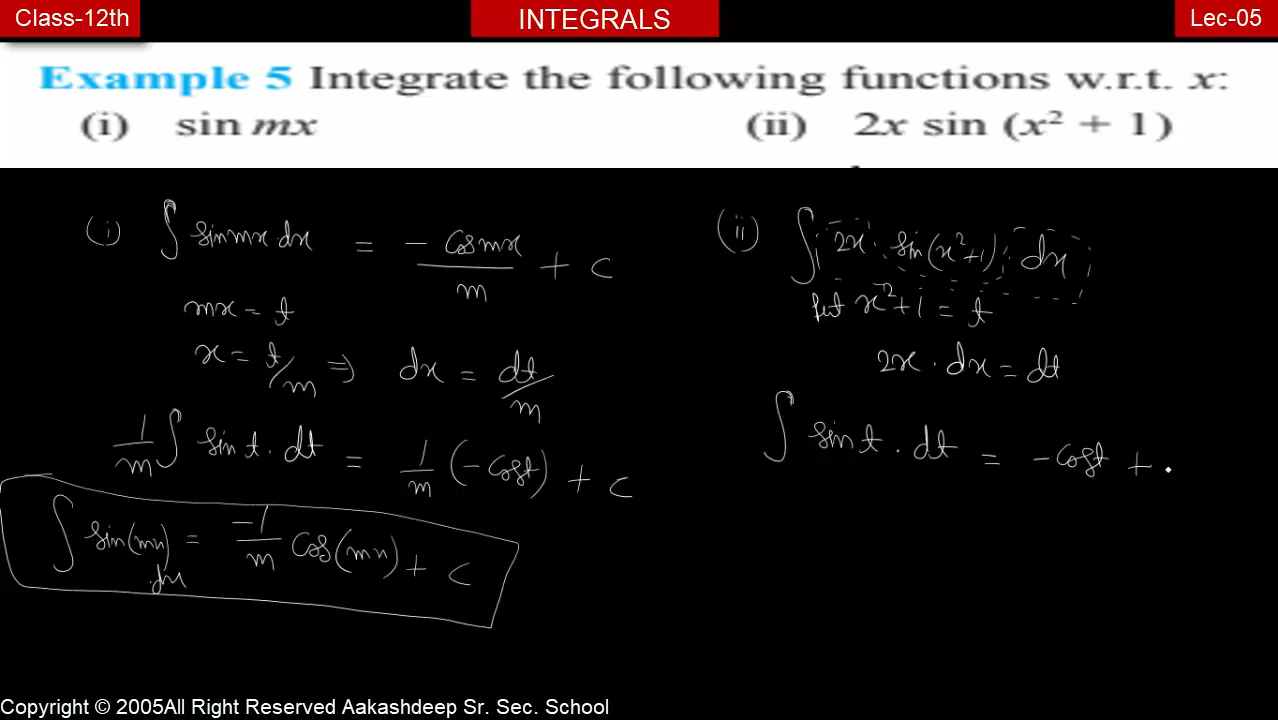 Class-12th
INTEGRALS
Lec-05
Example 5 Integrate the following functions w.r.t. x:
(i) sin mx
(ii) 2x sin (x² + 1)
(i) ∫ sin mx dx = - cos mx / m + c
mx = t
x = t/m ⇒ dx = dt/m
1/m ∫ sin t . dt = 1/m (- cos t) + c
∫ sin(mx) .dx = -1/m cos(mx) + c
(ii) ∫ 2x . sin(x²+1) . dx
put x²+1 = t
2x . dx = dt
∫ sin t . dt = - cos t +
Copyright © 2005All Right Reserved Aakashdeep Sr. Sec. School